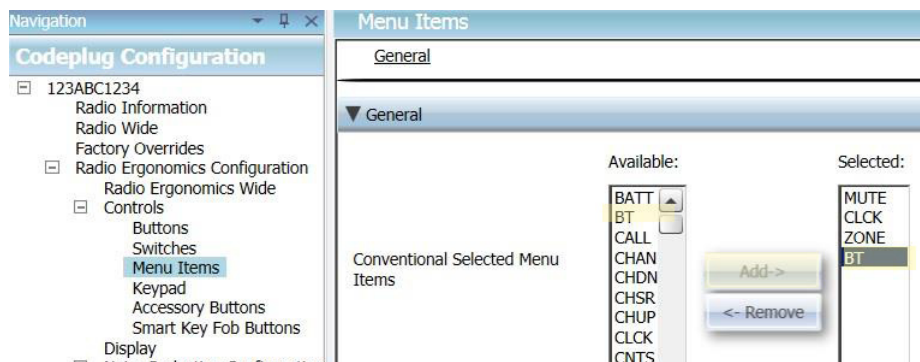 Navigation
Codeplug Configuration
123ABC1234
Radio Information
Radio Wide
Factory Overrides
Radio Ergonomics Configuration
Radio Ergonomics Wide
Controls
Buttons
Switches
Menu Items
Keypad
Accessory Buttons
Smart Key Fob Buttons
Display
Menu Items
General
General
Conventional Selected Menu
Items
Available:
BATT
BT
CALL
CHAN
CHDN
CHSR
CHUP
CLCK
CNTS
Add->
<- Remove
Selected:
MUTE
CLCK
ZONE
BT